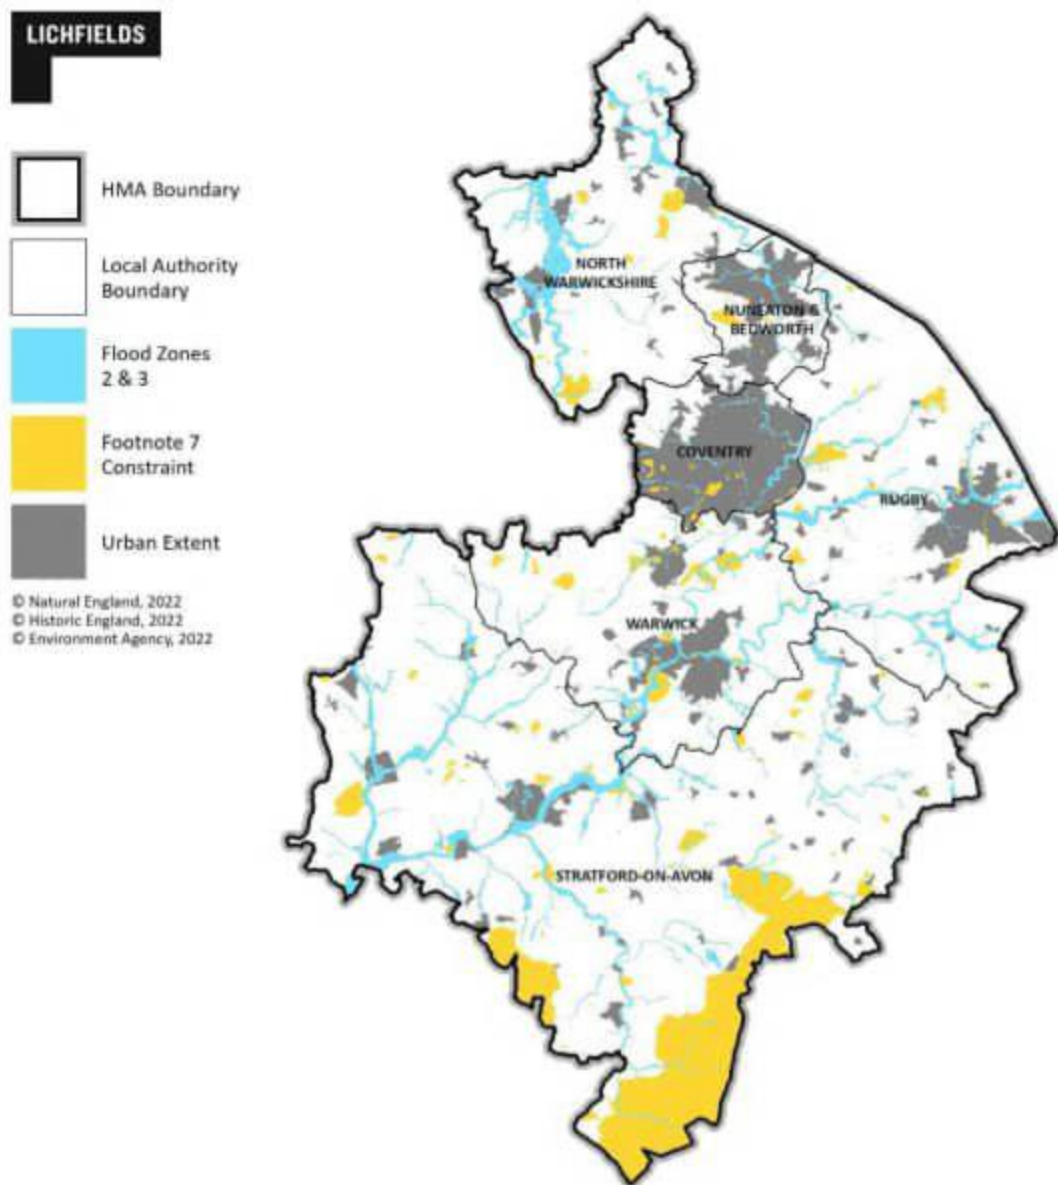 LICHFIELDS
HMA Boundary
Local Authority
Boundary
Flood Zones
2 & 3
Footnote 7
Constraint
Urban Extent
© Natural England, 2022
© Historic England, 2022
© Environment Agency, 2022
NORTH
WARWICKSHIRE
NUNEATON &
BEDWORTH
COVENTRY
RUGBY
WARWICK
STRATFORD-ON-AVON